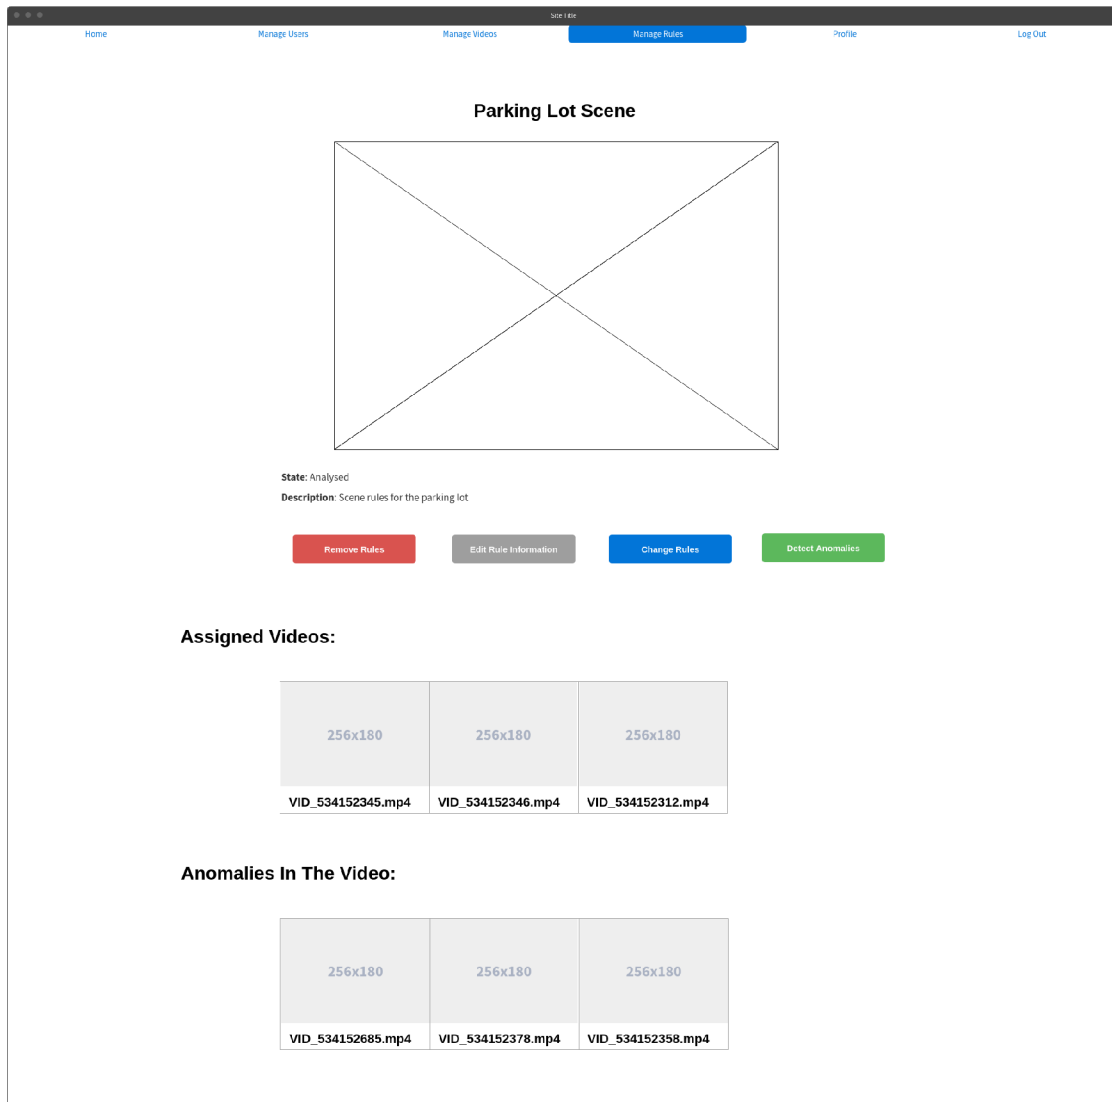 Site Title
Home Manage Users Manage Videos Manage Rules Profile Log Out
Parking Lot Scene
State: Analysed
Description: Scene rules for the parking lot
Remove Rules Edit Rule Information Change Rules Detect Anomalies
Assigned Videos:
256x180 256x180 256x180
VID_534152345.mp4 VID_534152346.mp4 VID_534152312.mp4
Anomalies In The Video:
256x180 256x180 256x180
VID_534152685.mp4 VID_534152378.mp4 VID_534152358.mp4